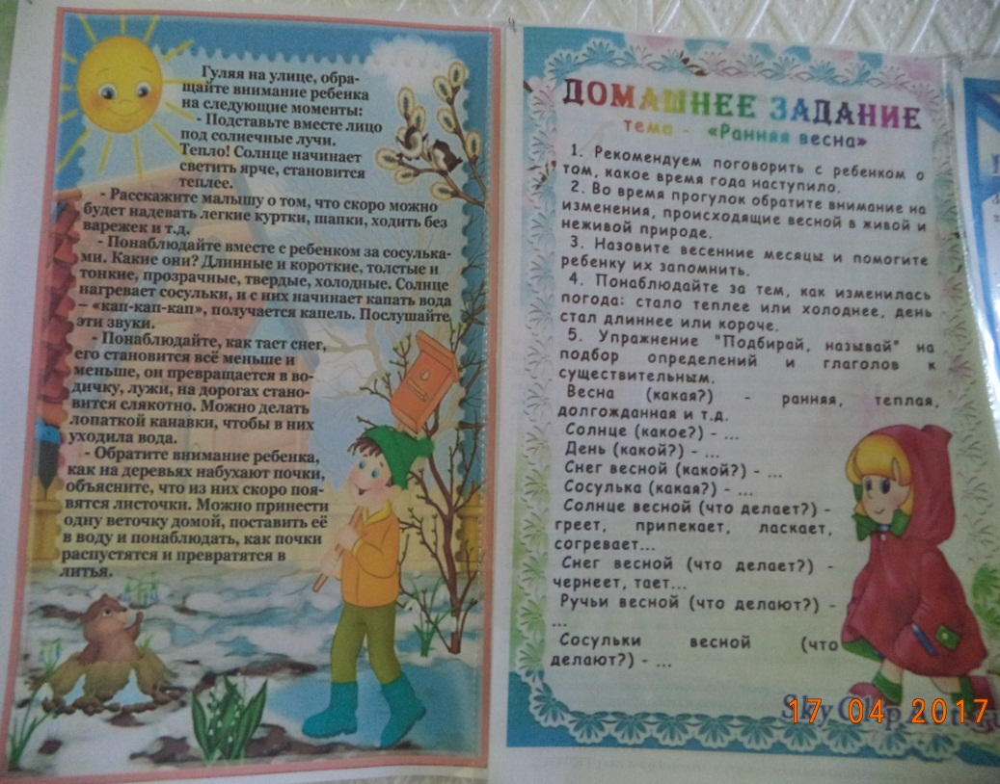 Гуляя на улице, обра-
щайте внимание ребенка
на следующие моменты:
- Подставьте вместе лицо
под солнечные лучи.
Тепло! Солнце начинает
светить ярче, становится
теплее.
- Расскажите малышу о том, что скоро можно
будет надевать легкие куртки, шапки, ходить без
варежек и т.д.
- Понаблюдайте вместе с ребенком за сосулька-
ми. Какие они? Длинные и короткие, толстые и
тонкие, прозрачные, твердые, холодные. Солнце
нагревает сосульки, и с них начинает капать вода
– «кап-кап-кап», получается капель. Послушайте
эти звуки.
- Понаблюдайте, как тает снег,
его становится всё меньше и
меньше, он превращается в во-
дичку, лужи, на дорогах стано-
вится слякотно. Можно делать
лопаткой канавки, чтобы в них
уходила вода.
- Обратите внимание ребенка,
как на деревьях набухают почки,
объясните, что из них скоро поя-
вятся листочки. Можно принести
одну веточку домой, поставить её
в воду и понаблюдать, как почки
распустятся и превратятся в
литья.
ДОМАШНЕЕ ЗАДАНИЕ
тема - «Ранняя весна»
1. Рекомендуем поговорить с ребенком о
том, какое время года наступило.
2. Во время прогулок обратите внимание на
изменения, происходящие весной в живой и
неживой природе.
3. Назовите весенние месяцы и помогите
ребенку их запомнить.
4. Понаблюдайте за тем, как изменилась
погода: стало теплее или холоднее, день
стал длиннее или короче.
5. Упражнение "Подбирай, называй" на
подбор определений и глаголов к
существительным.
Весна (какая?) - ранняя, теплая,
долгожданная и т.д.
Солнце (какое?) - ...
День (какой?) - ...
Снег весной (какой?) - ...
Сосулька (какая?) - ...
Солнце весной (что делает?) -
греет, припекает, ласкает,
согревает...
Снег весной (что делает?) -
чернеет, тает...
Ручьи весной (что делают?) -
...
Сосульки весной (что
делают?) - ...
Sky
17 04 2017